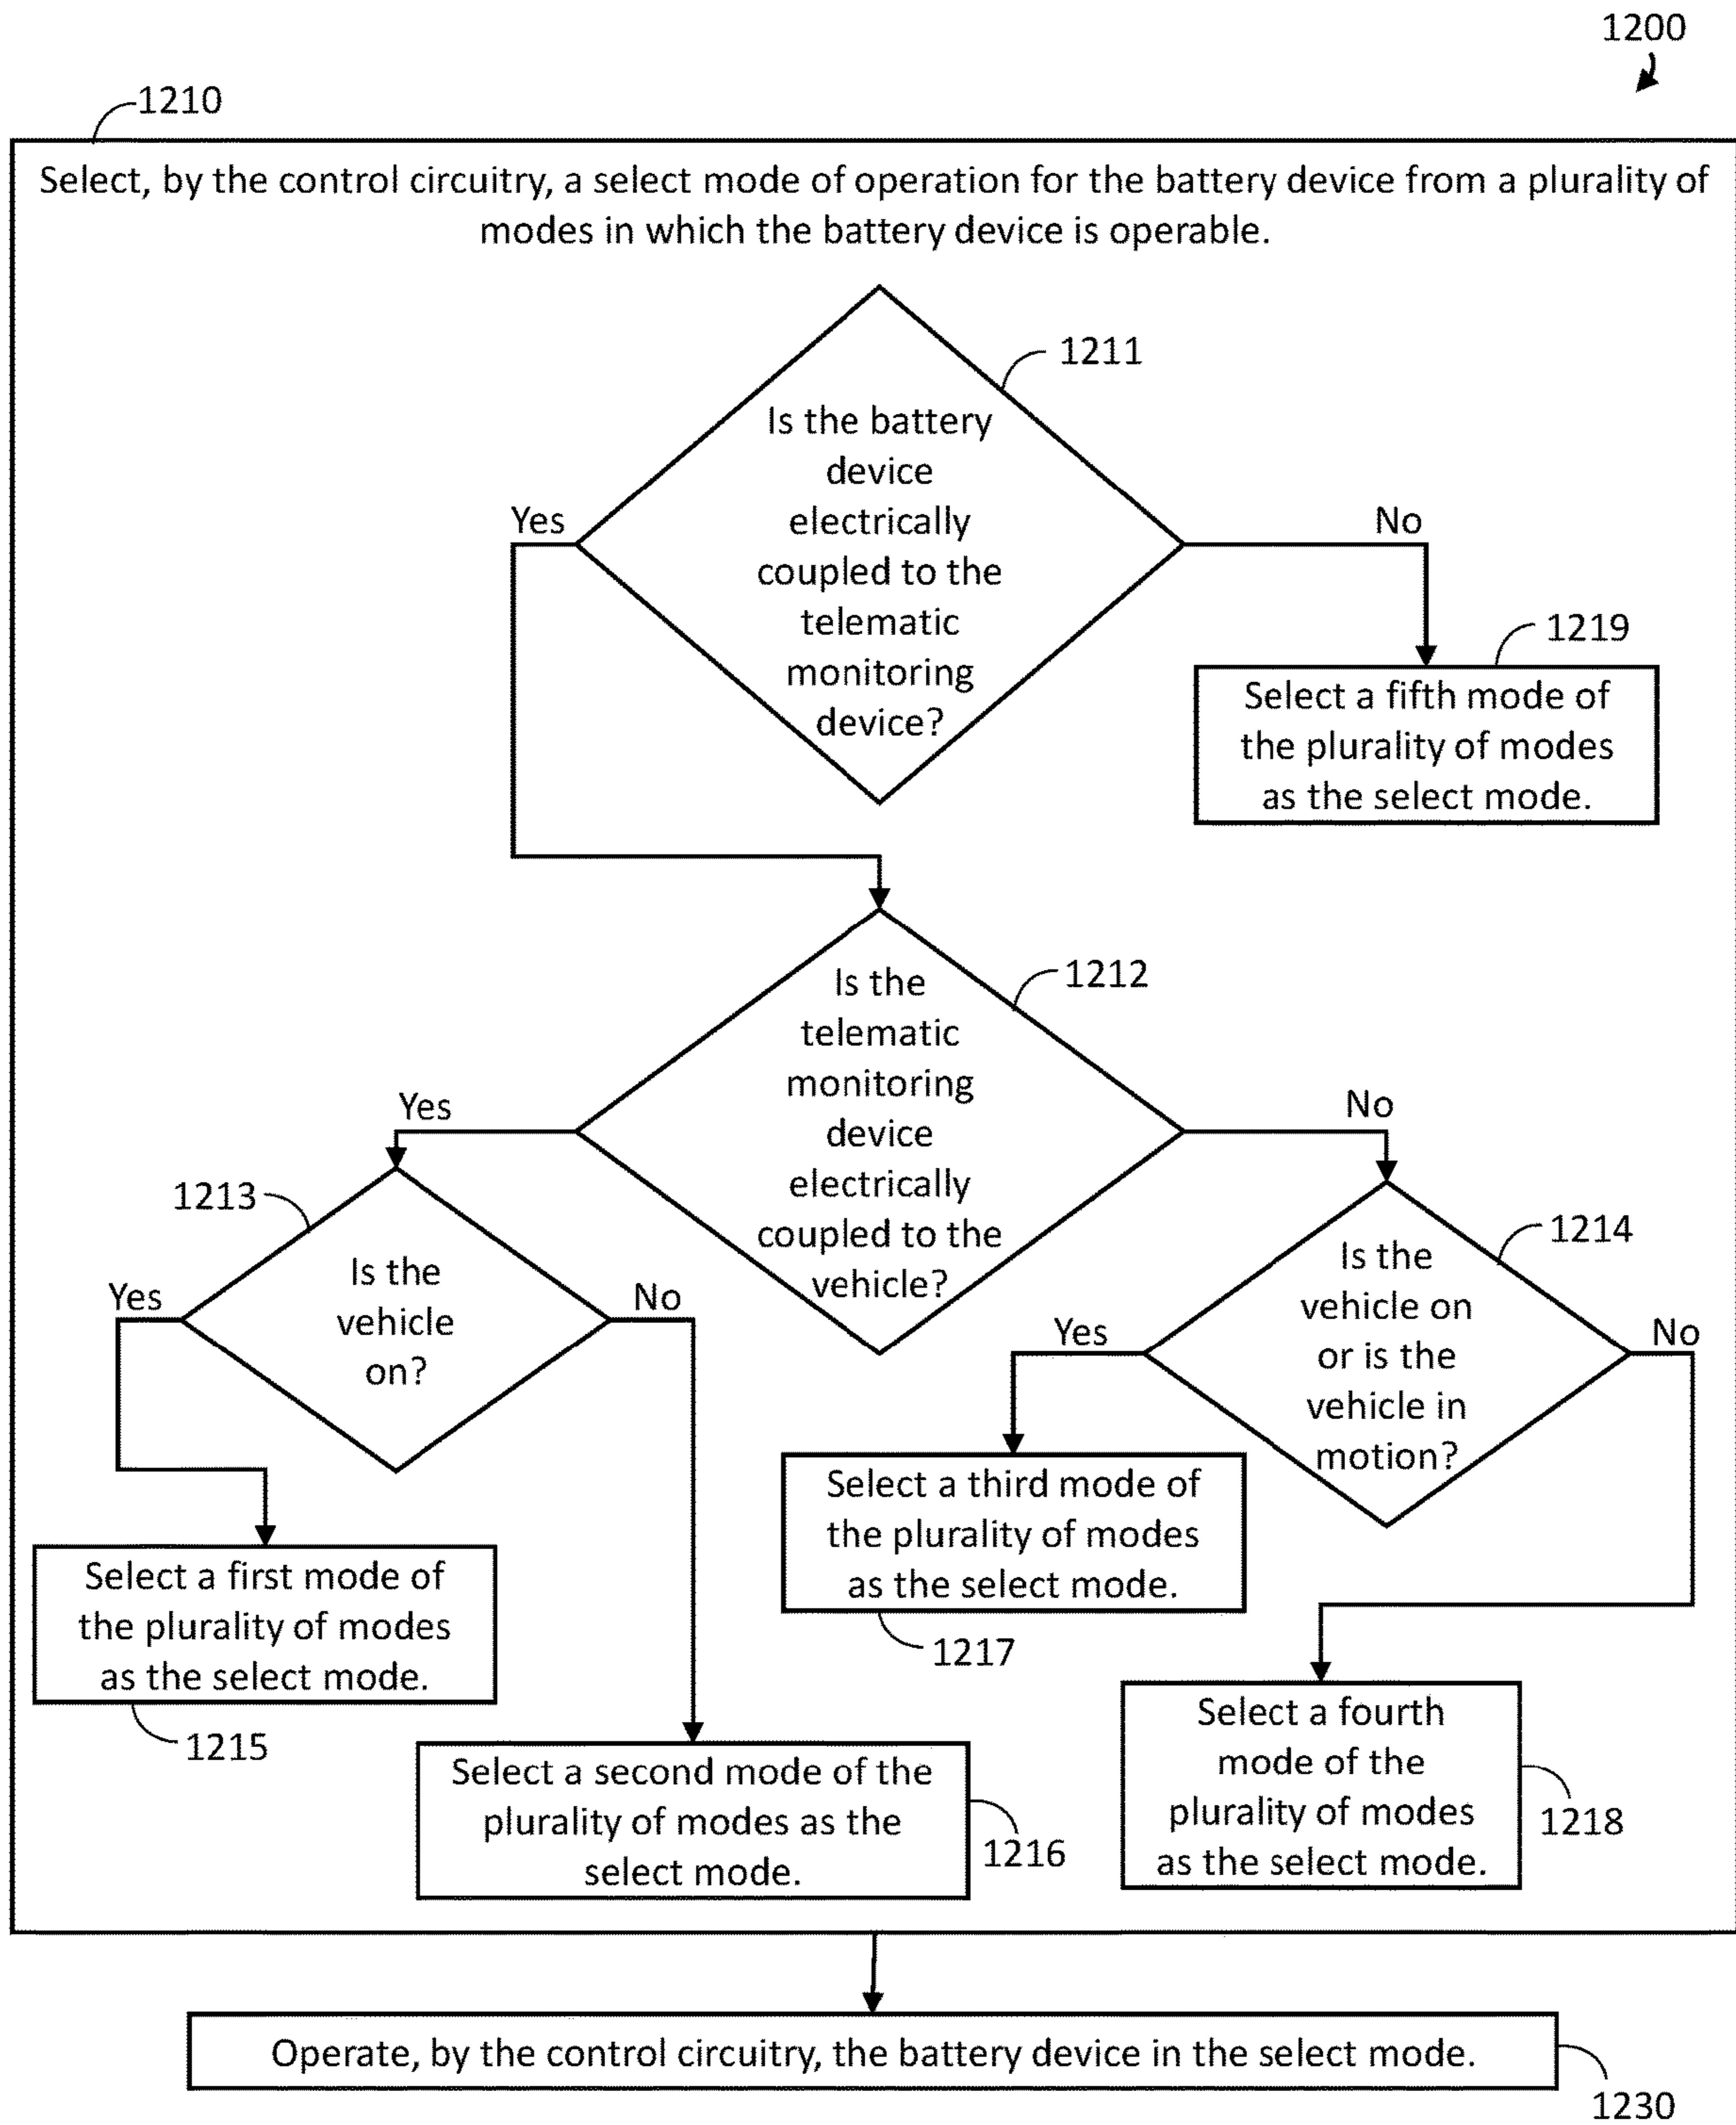 1200
1210
Select, by the control circuitry, a select mode of operation for the battery device from a plurality of
modes in which the battery device is operable.
1211
Is the battery
device
electrically
coupled to the
telematic
monitoring
device?
Yes
No
1219
Select a fifth mode of
the plurality of modes
as the select mode.
1212
Is the
telematic
monitoring
device
electrically
coupled to the
vehicle?
Yes
No
1213
Is the
vehicle
on?
Yes
No
1214
Is the
vehicle on
or is the
vehicle in
motion?
Yes
No
Select a first mode of
the plurality of modes
as the select mode.
1215
Select a second mode of the
plurality of modes as the
select mode.
1216
Select a third mode of
the plurality of modes
as the select mode.
1217
Select a fourth
mode of the
plurality of modes
as the select mode.
1218
Operate, by the control circuitry, the battery device in the select mode.
1230